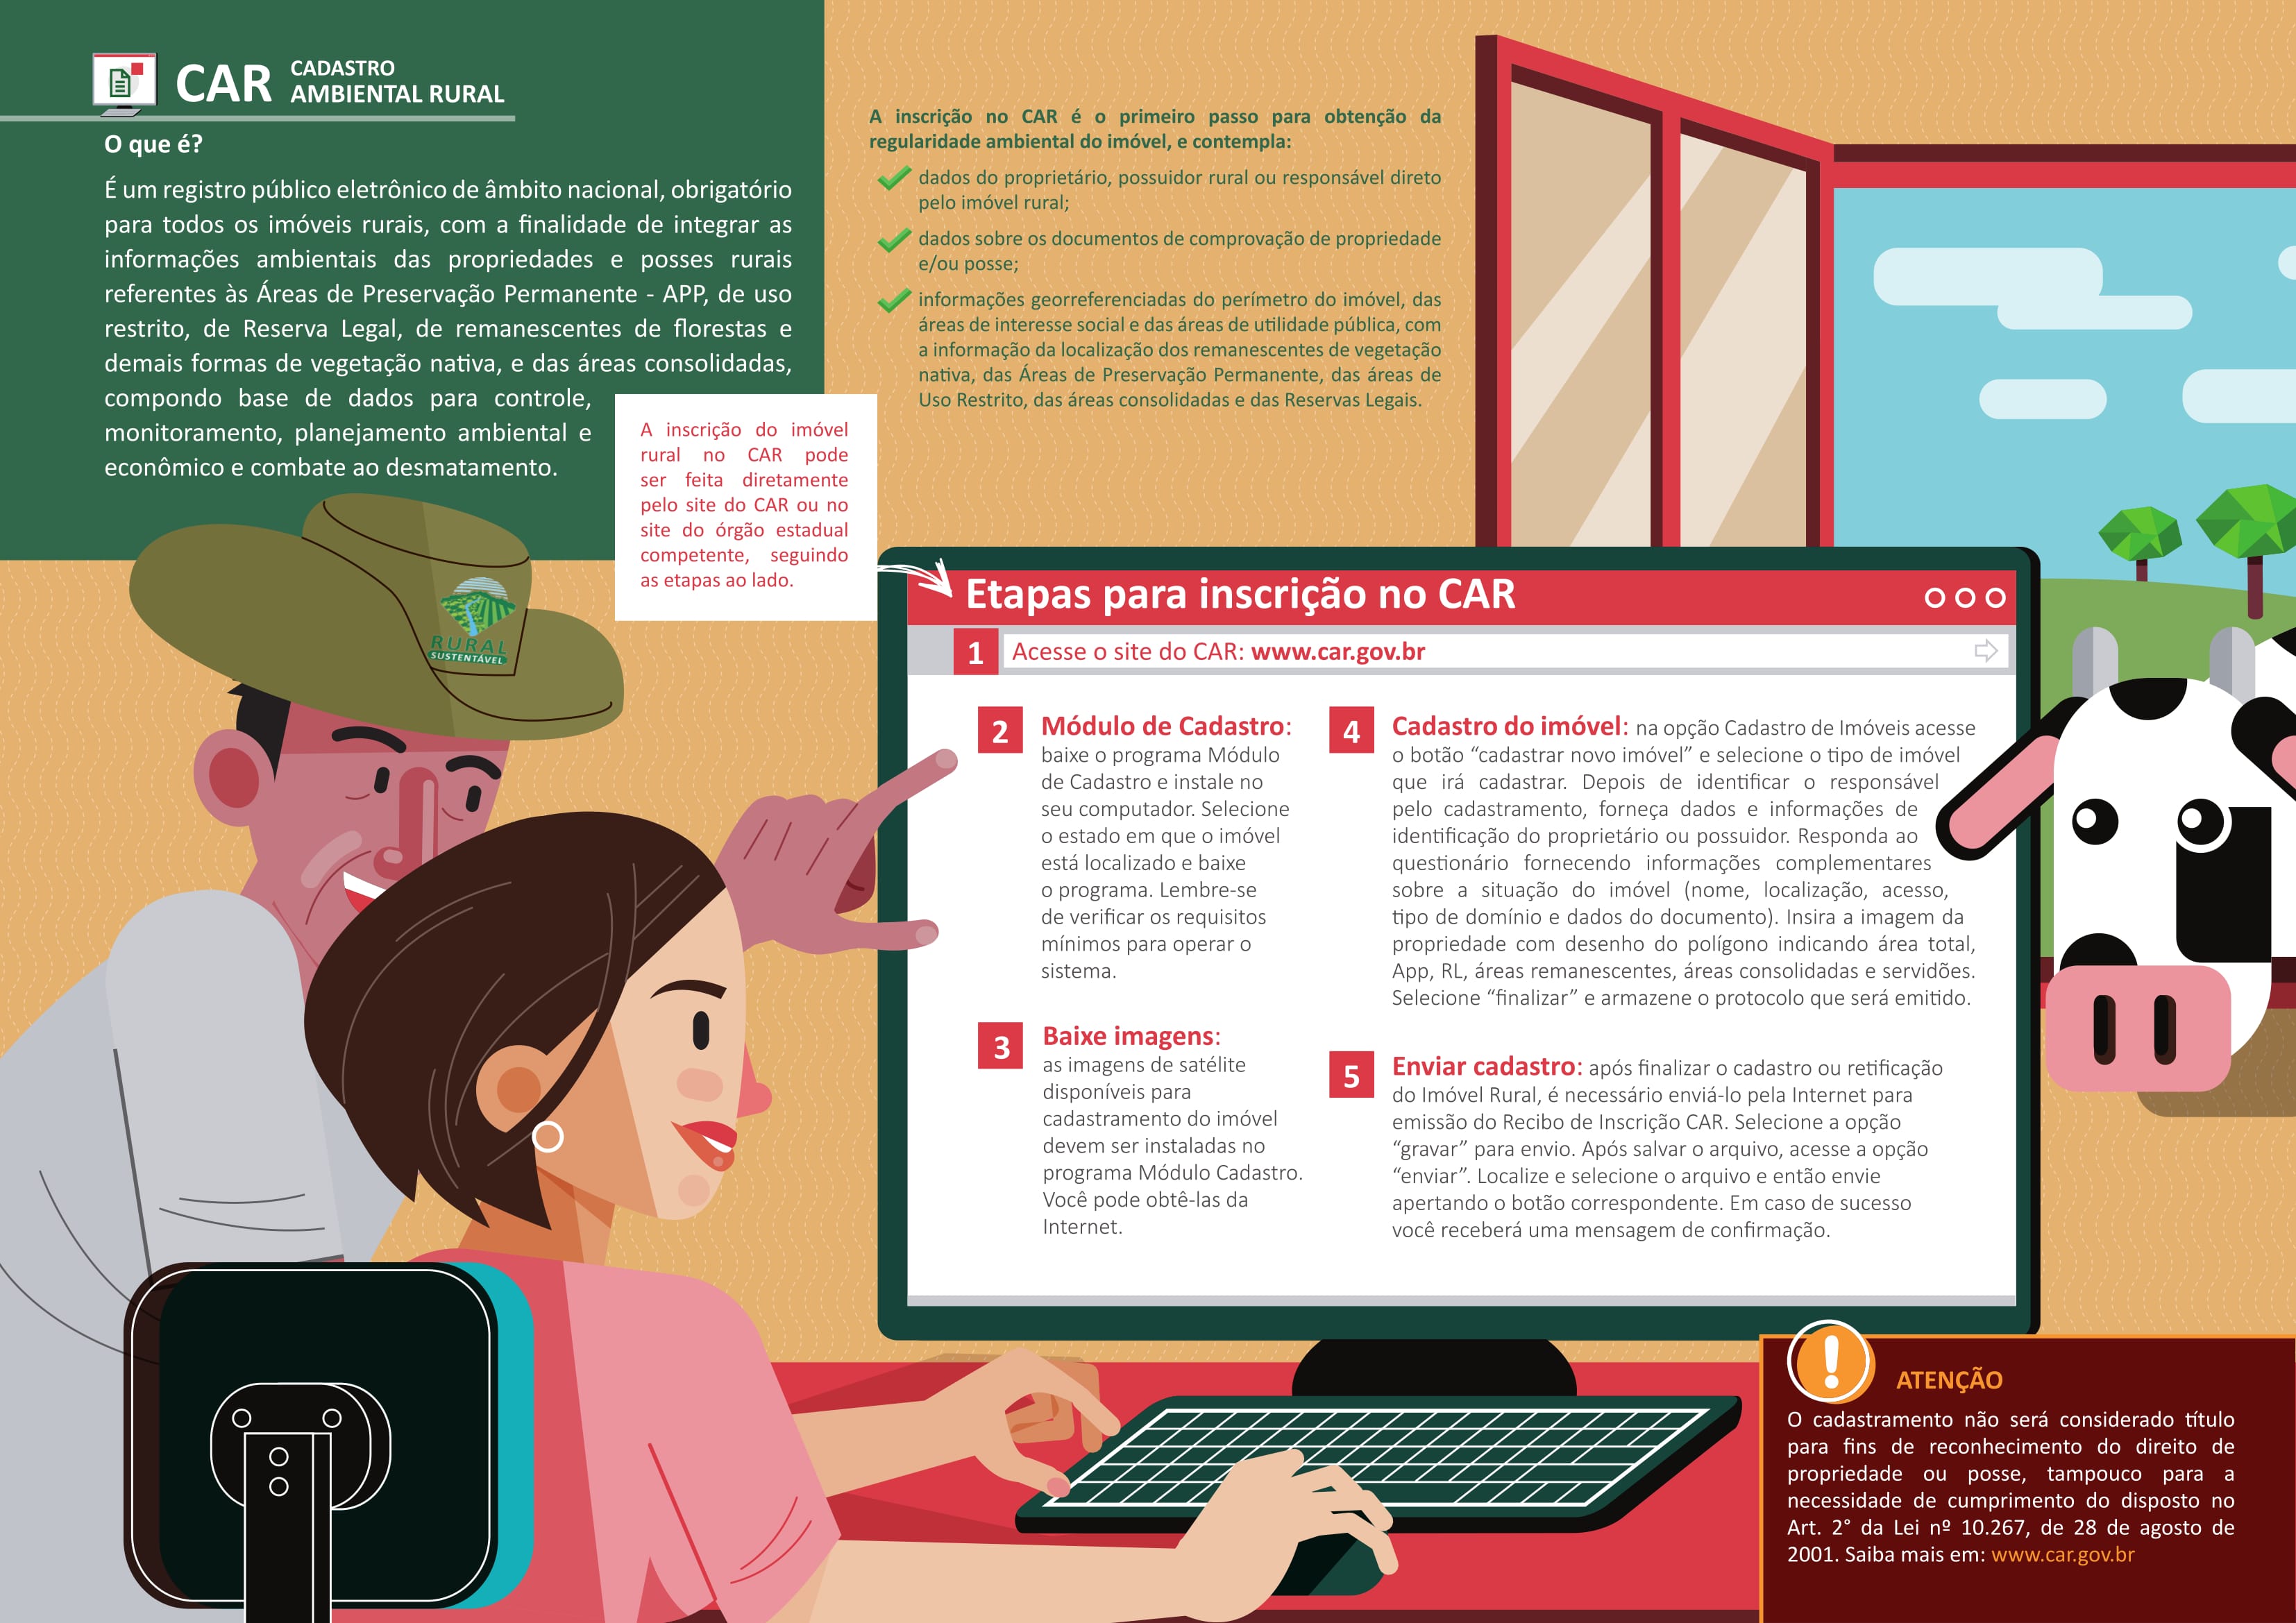 CAR CADASTRO
AMBIENTAL RURAL
O que é?
É um registro público eletrônico de âmbito nacional, obrigatório
para todos os imóveis rurais, com a finalidade de integrar as
informações ambientais das propriedades e posses rurais
referentes às Áreas de Preservação Permanente - APP, de uso
restrito, de Reserva Legal, de remanescentes de florestas e
demais formas de vegetação nativa, e das áreas consolidadas,
compondo base de dados para controle,
monitoramento, planejamento ambiental e
econômico e combate ao desmatamento.
A inscrição do imóvel
rural no CAR pode
ser feita diretamente
pelo site do CAR ou no
site do órgão estadual
competente, seguindo
as etapas ao lado.
A inscrição no CAR é o primeiro passo para obtenção da
regularidade ambiental do imóvel, e contempla:
dados do proprietário, possuidor rural ou responsável direto
pelo imóvel rural;
dados sobre os documentos de comprovação de propriedade
e/ou posse;
informações georreferenciadas do perímetro do imóvel, das
áreas de interesse social e das áreas de utilidade pública, com
a informação da localização dos remanescentes de vegetação
nativa, das Áreas de Preservação Permanente, das áreas de
Uso Restrito, das áreas consolidadas e das Reservas Legais.
RURAL
SUSTENTÁVEL
Etapas para inscrição no CAR
1 Acesse o site do CAR: www.car.gov.br
2 Módulo de Cadastro:
baixe o programa Módulo
de Cadastro e instale no
seu computador. Selecione
o estado em que o imóvel
está localizado e baixe
o programa. Lembre-se
de verificar os requisitos
mínimos para operar o
sistema.
3 Baixe imagens:
as imagens de satélite
disponíveis para
cadastramento do imóvel
devem ser instaladas no
programa Módulo Cadastro.
Você pode obtê-las da
Internet.
4 Cadastro do imóvel: na opção Cadastro de Imóveis acesse
o botão “cadastrar novo imóvel” e selecione o tipo de imóvel
que irá cadastrar. Depois de identificar o responsável
pelo cadastramento, forneça dados e informações de
identificação do proprietário ou possuidor. Responda ao
questionário fornecendo informações complementares
sobre a situação do imóvel (nome, localização, acesso,
tipo de domínio e dados do documento). Insira a imagem da
propriedade com desenho do polígono indicando área total,
App, RL, áreas remanescentes, áreas consolidadas e servidões.
Selecione “finalizar” e armazene o protocolo que será emitido.
5 Enviar cadastro: após finalizar o cadastro ou retificação
do Imóvel Rural, é necessário enviá-lo pela Internet para
emissão do Recibo de Inscrição CAR. Selecione a opção
“gravar” para envio. Após salvar o arquivo, acesse a opção
“enviar”. Localize e selecione o arquivo e então envie
apertando o botão correspondente. Em caso de sucesso
você receberá uma mensagem de confirmação.
! ATENÇÃO
O cadastramento não será considerado título
para fins de reconhecimento do direito de
propriedade ou posse, tampouco para a
necessidade de cumprimento do disposto no
Art. 2° da Lei nº 10.267, de 28 de agosto de
2001. Saiba mais em: www.car.gov.br